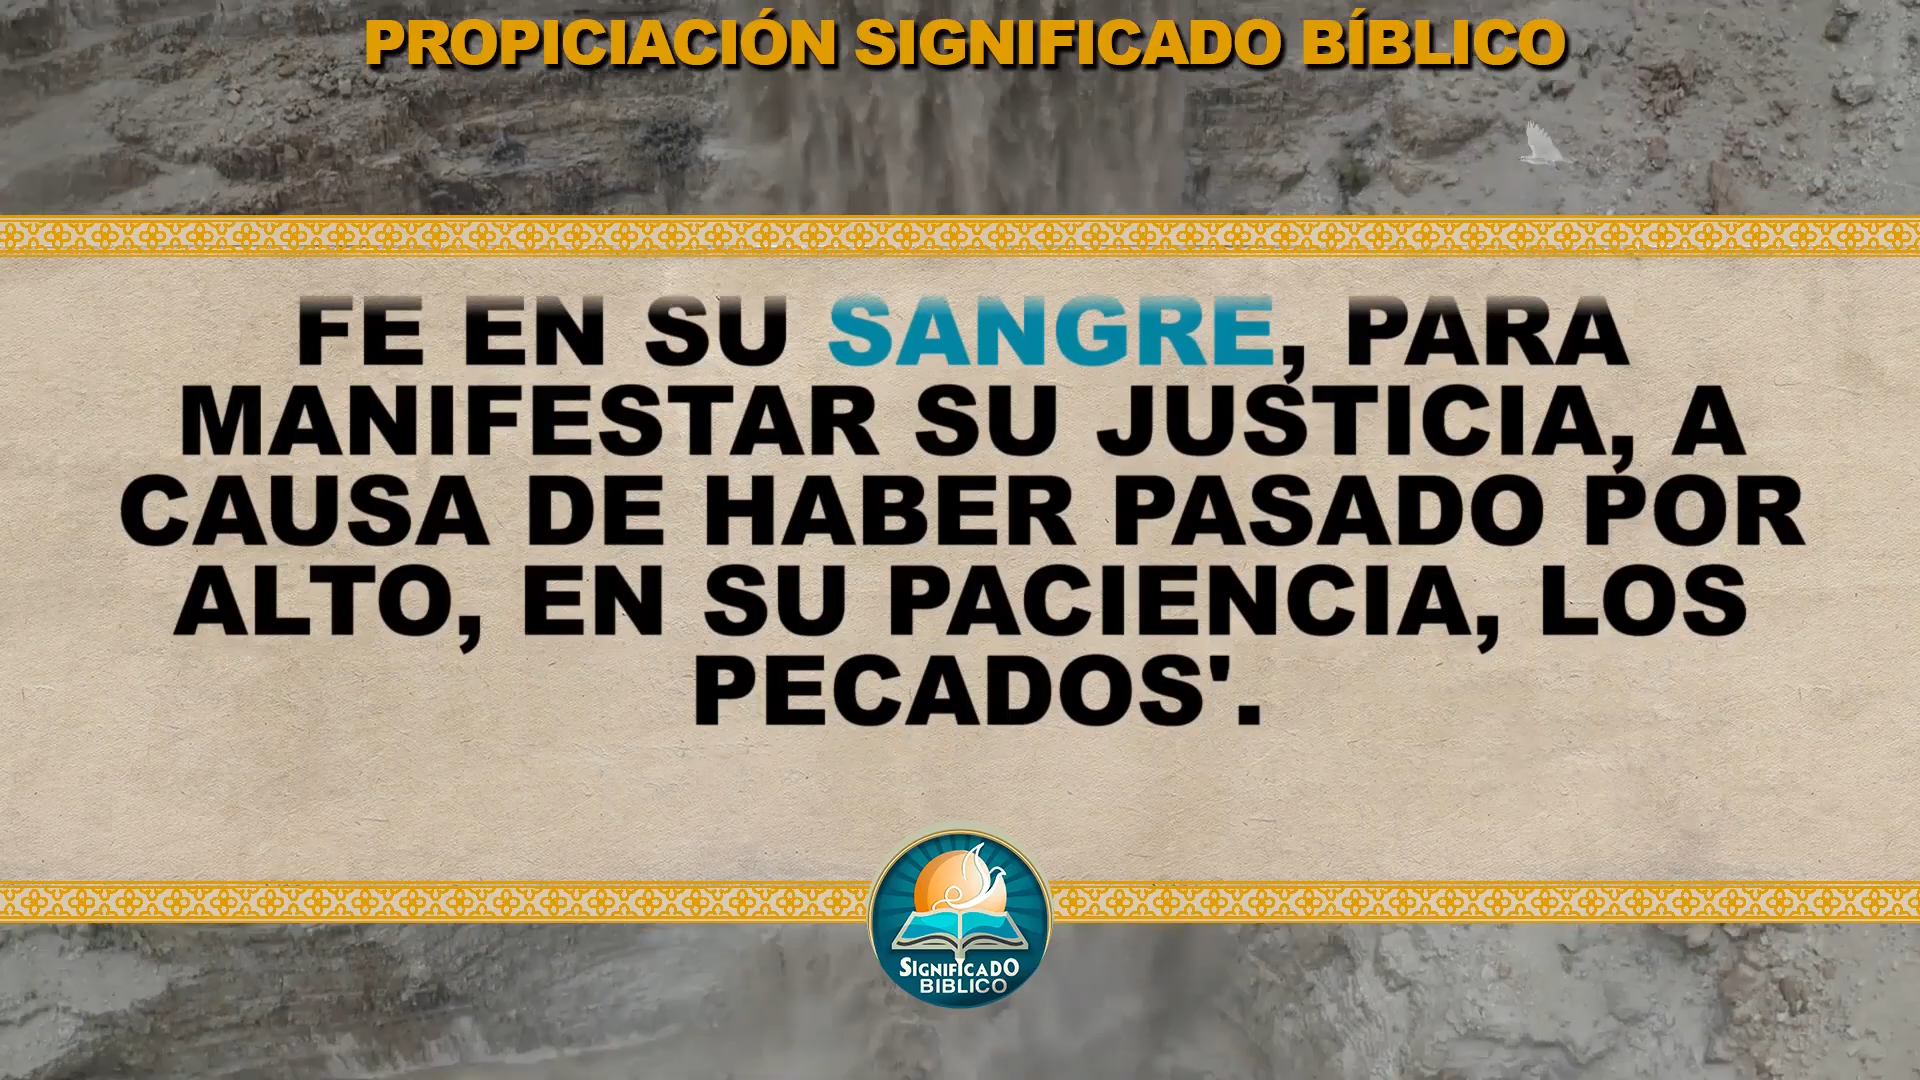 PROPICIACIÓN SIGNIFICADO BÍBLICO
FE EN SU SANGRE, PARA
MANIFESTAR SU JUSTICIA, A
CAUSA DE HABER PASADO POR
ALTO, EN SU PACIENCIA, LOS
PECADOS'.
SIGNIFICADO
BIBLICO